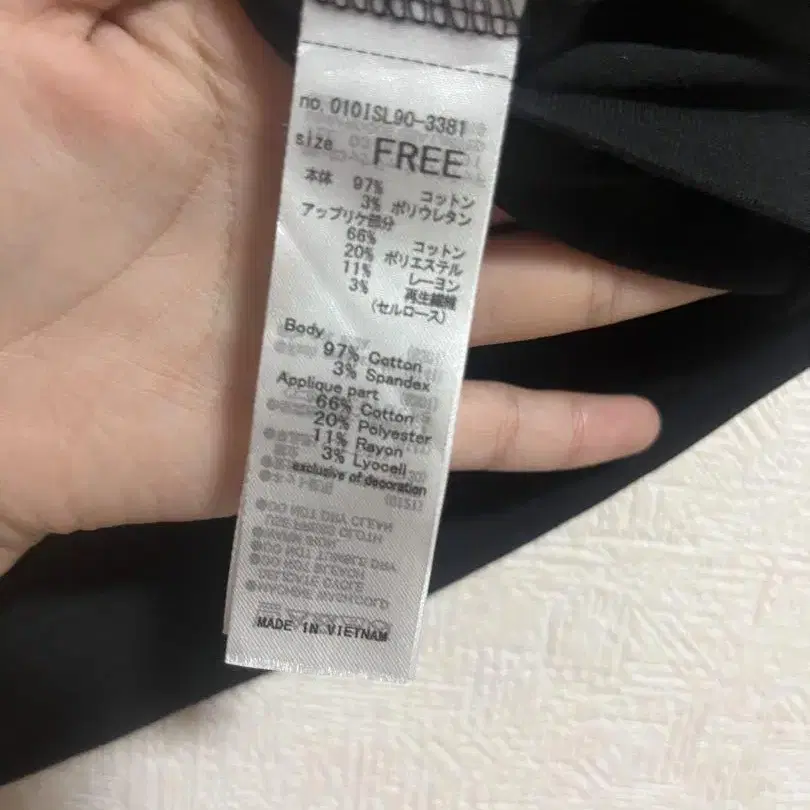 no. 010ISL90-3381
size FREE
本体 97% コットン
3% ポリウレタン
アップリケ部分
66% コットン
20% ポリエステル
11% レーヨン
3% 再生繊維
(セルロース)
Body
97% Cotton
3% Spandex
Applique part
66% Cotton
20% Polyester
11% Rayon
3% Lyocell
exclusive of decoration
MADE IN VIETNAM